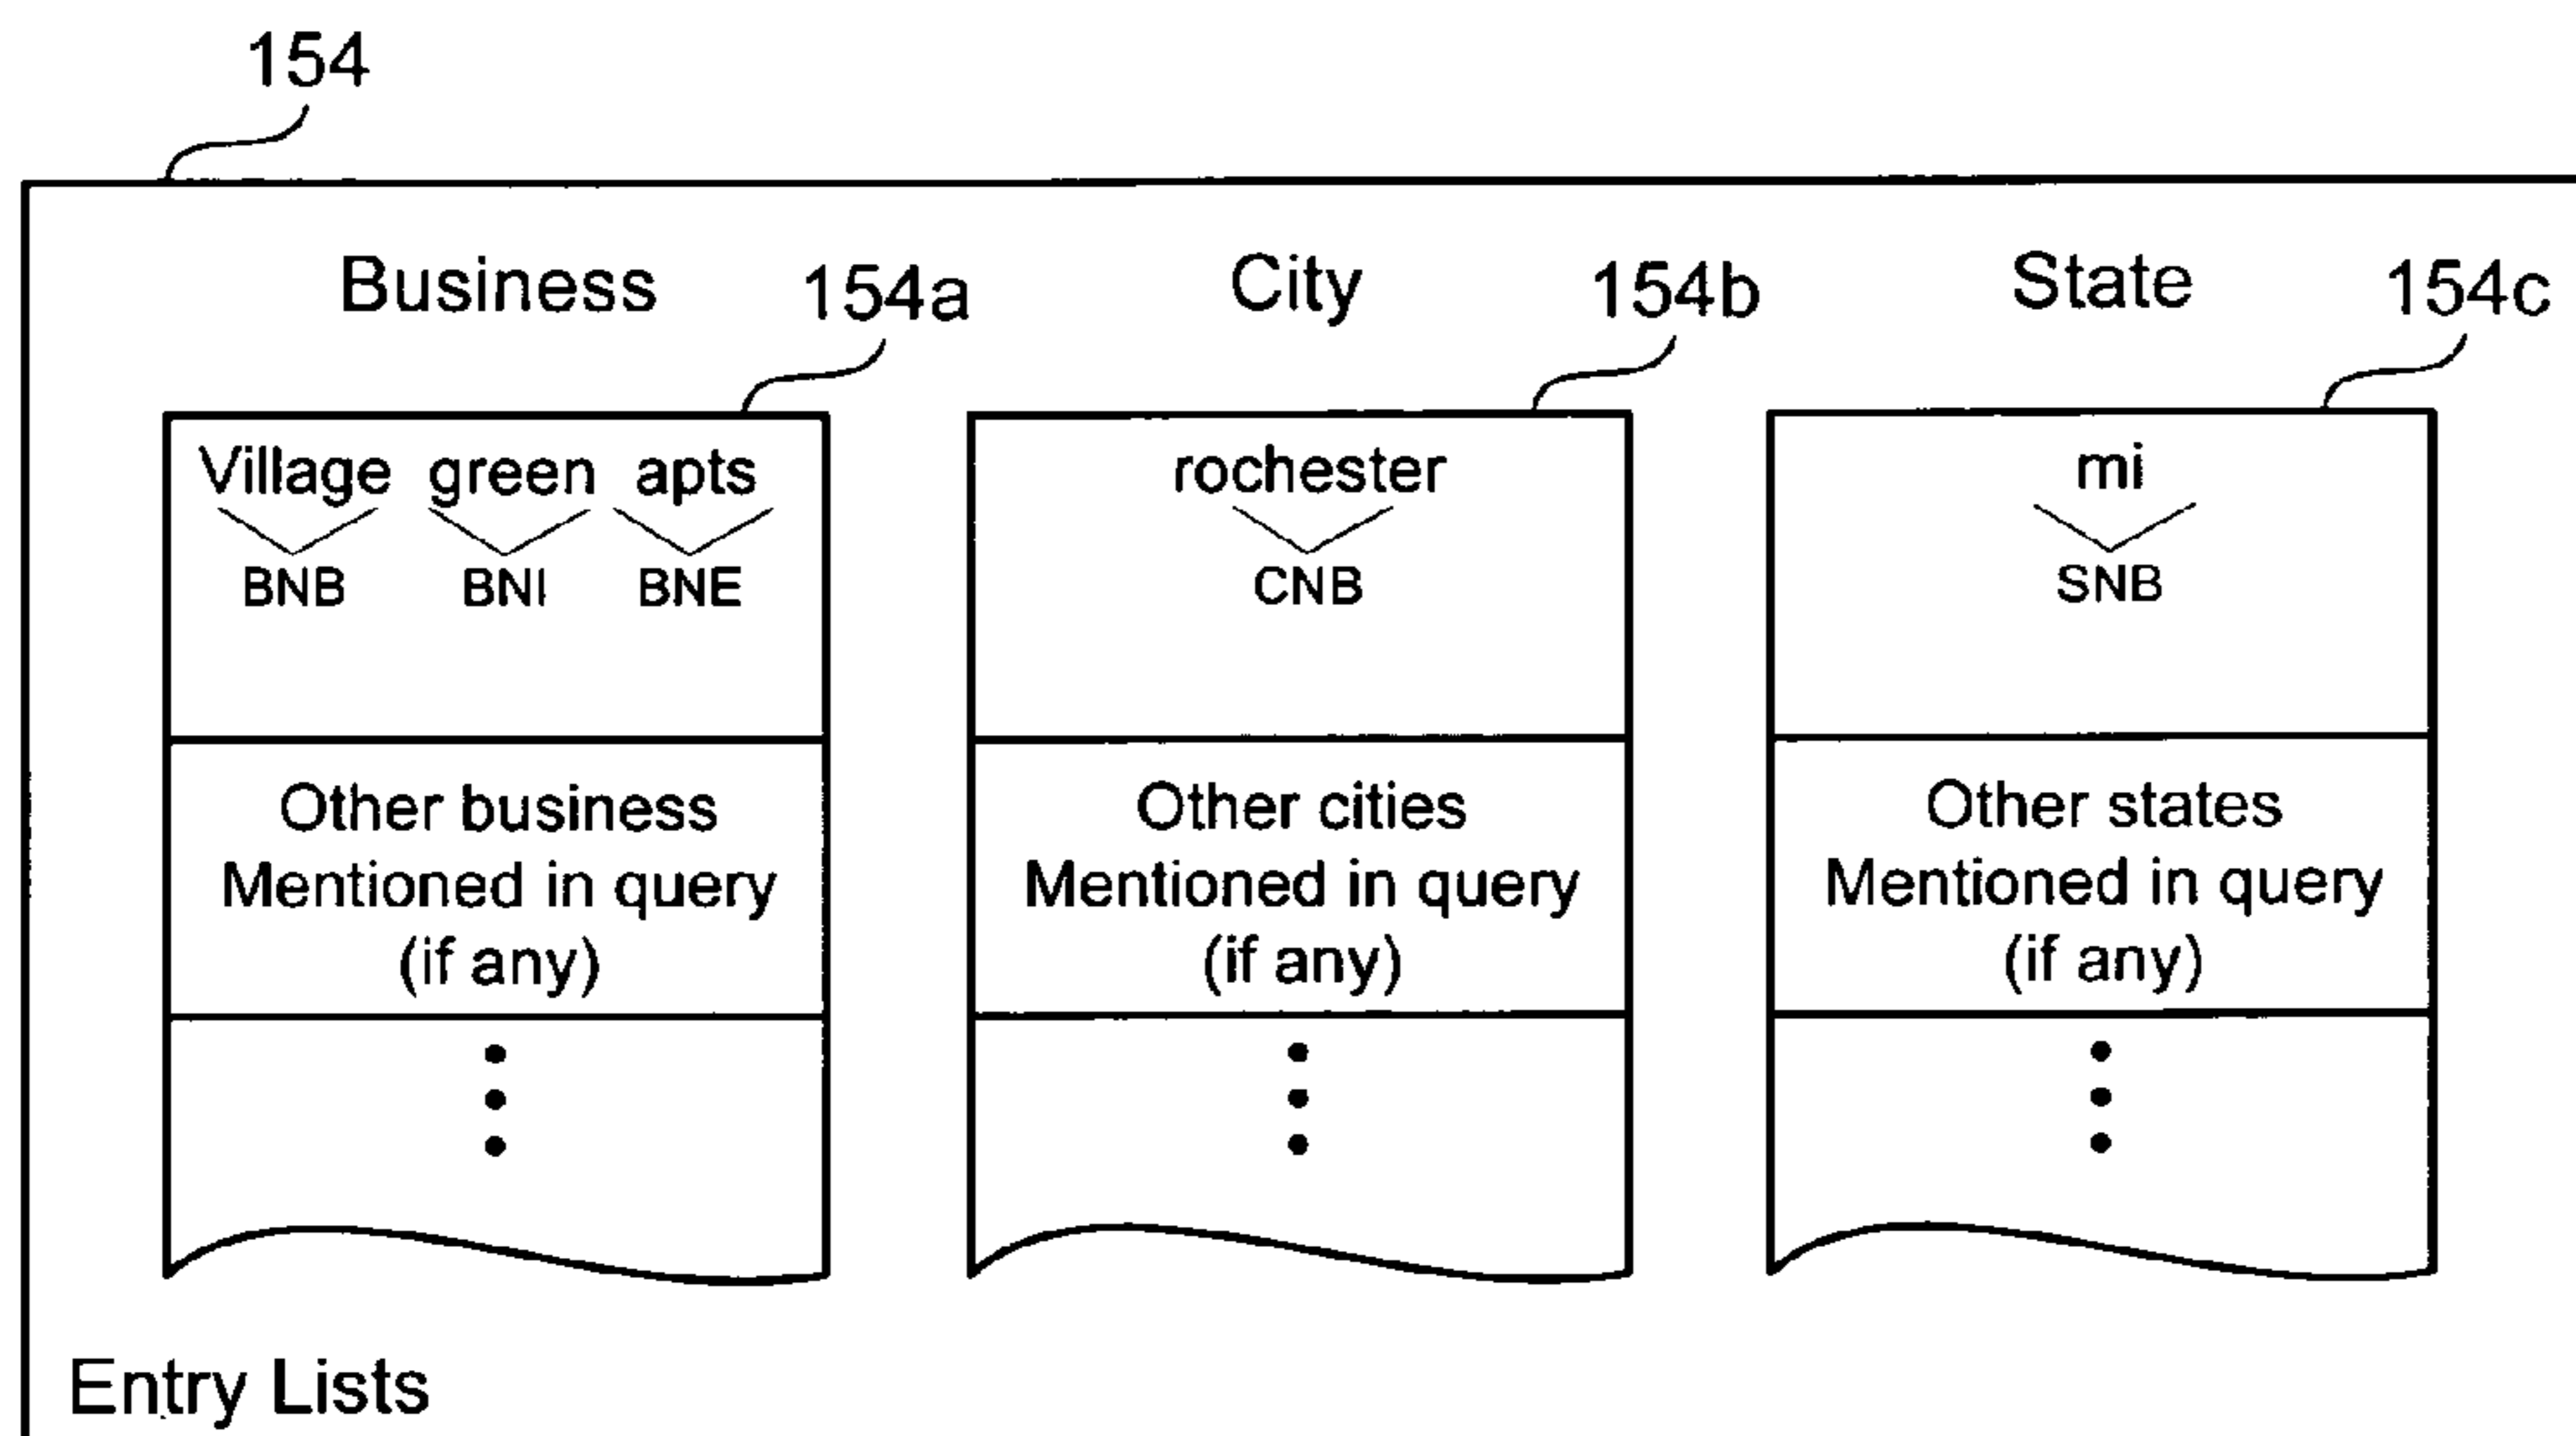 154
Business
154a
City
154b
State
154c
Village green apts
BNB BNI BNE
rochester
CNB
mi
SNB
Other business
Mentioned in query
(if any)
Other cities
Mentioned in query
(if any)
Other states
Mentioned in query
(if any)
Entry Lists